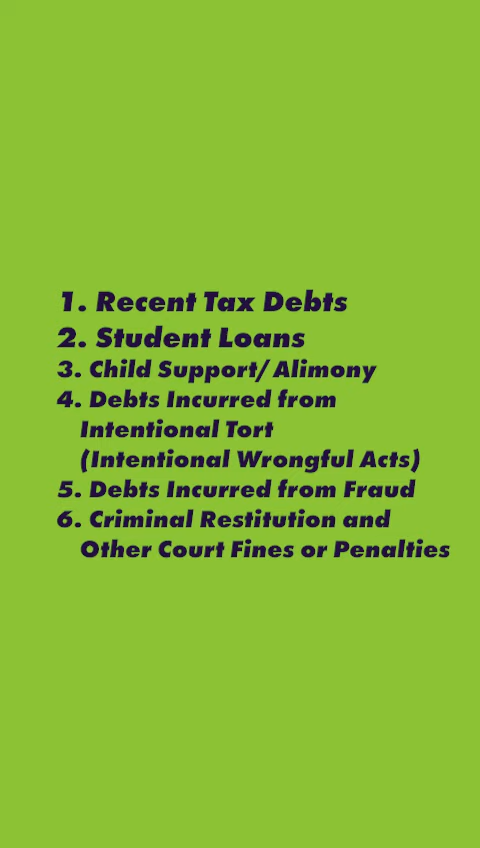 1. Recent Tax Debts
2. Student Loans
3. Child Support/Alimony
4. Debts Incurred from
Intentional Tort
(Intentional Wrongful Acts)
5. Debts Incurred from Fraud
6. Criminal Restitution and
Other Court Fines or Penalties